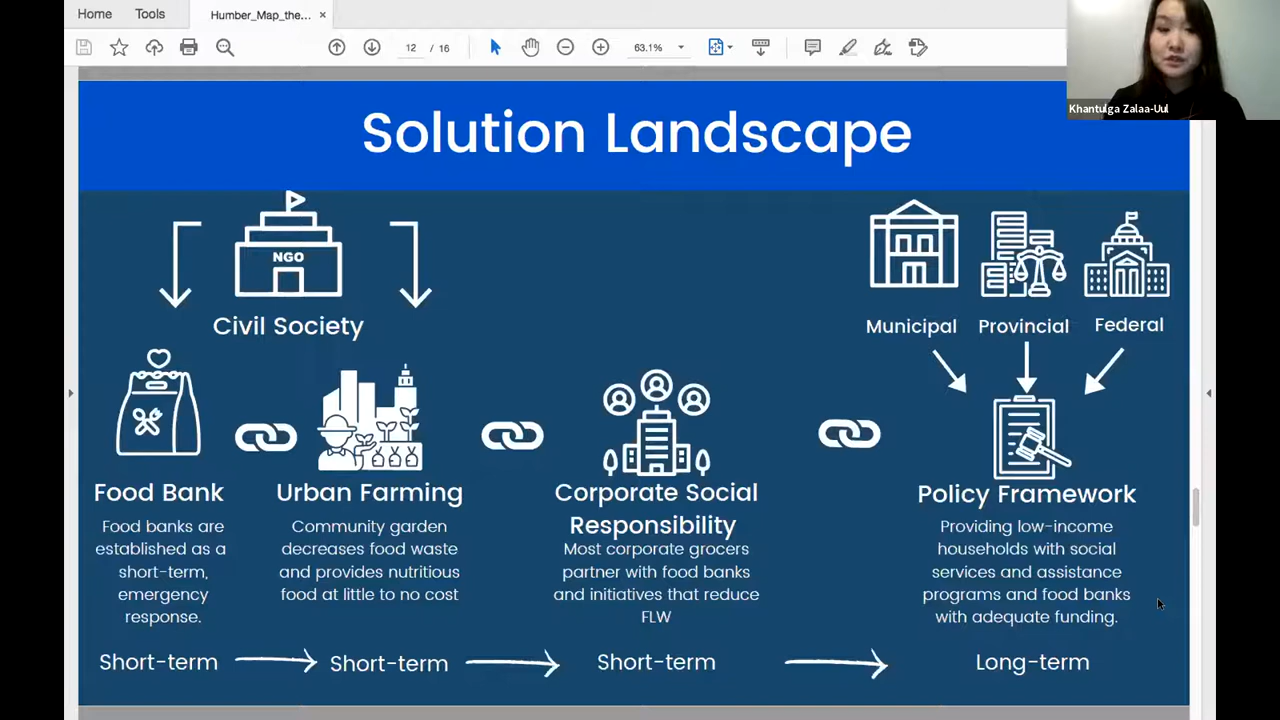 Home Tools Humber_Map_the... ×
12 / 16 63.1%
Khantulga Zalaa-Uul
Solution Landscape
NGO
Civil Society
Municipal Provincial Federal
Food Bank
Food banks are
established as a
short-term,
emergency
response.
Urban Farming
Community garden
decreases food waste
and provides nutritious
food at little to no cost
Corporate Social
Responsibility
Most corporate grocers
partner with food banks
and initiatives that reduce
FLW
Policy Framework
Providing low-income
households with social
services and assistance
programs and food banks
with adequate funding.
Short-term Short-term Short-term Long-term